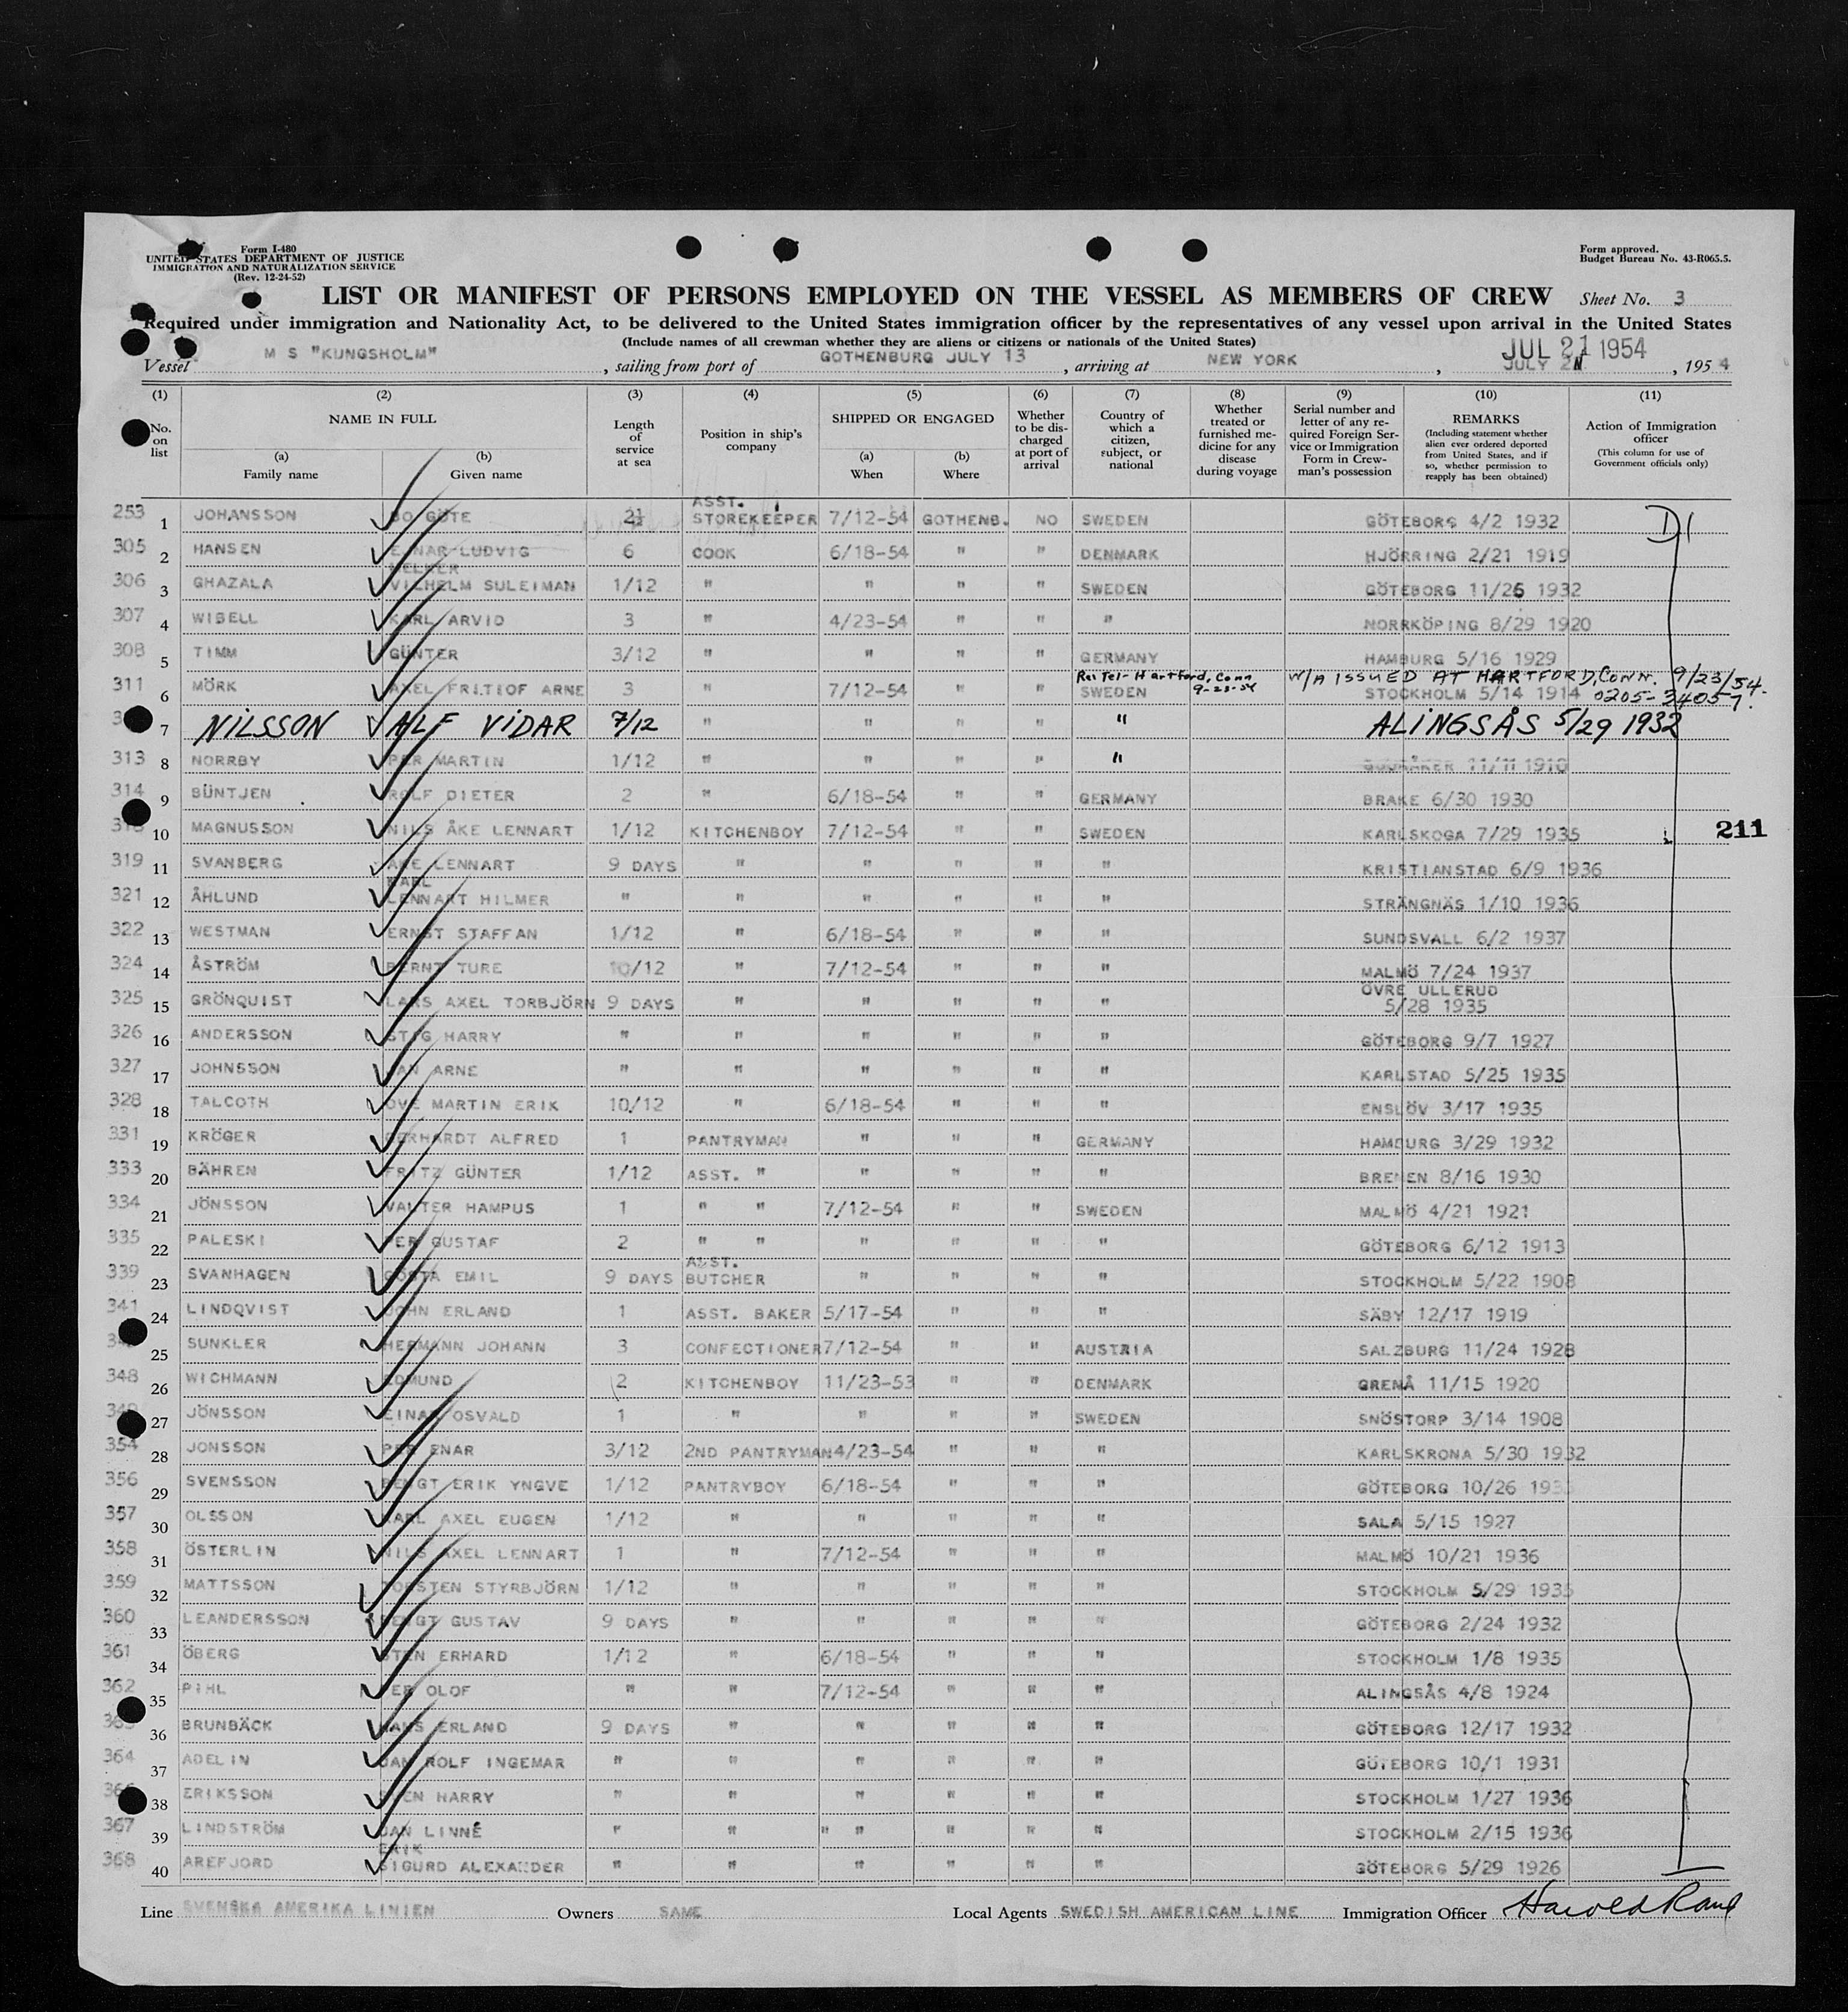 Form I-480
UNITED STATES DEPARTMENT OF JUSTICE
IMMIGRATION AND NATURALIZATION SERVICE
(Rev. 12-24-52)
Form approved.
Budget Bureau No. 43-R065.5.
LIST OR MANIFEST OF PERSONS EMPLOYED ON THE VESSEL AS MEMBERS OF CREW Sheet No. 3
Required under immigration and Nationality Act, to be delivered to the United States immigration officer by the representatives of any vessel upon arrival in the United States
(Include names of all crewman whether they are aliens or citizens or nationals of the United States)
Vessel M S "KUNGSHOLM", sailing from port of GOTHENBURG JULY 13, arriving at NEW YORK, JULY 21, 1954
JUL 21 1954
(1) No. on list
(2) NAME IN FULL (a) Family name (b) Given name
(3) Length of service at sea
(4) Position in ship's company
(5) SHIPPED OR ENGAGED (a) When (b) Where
(6) Whether to be discharged at port of arrival
(7) Country of which a citizen, subject, or national
(8) Whether treated or furnished medicine for any disease during voyage
(9) Serial number and letter of any required Foreign Service or Immigration Form in Crewman's possession
(10) REMARKS (Including statement whether alien ever ordered deported from United States, and if so, whether permission to reapply has been obtained)
(11) Action of Immigration officer (This column for use of Government officials only)
253 1 JOHANSSON BO GÖTE 2½ ASST. STOREKEEPER 7/12-54 GOTHENB. NO SWEDEN GÖTEBORG 4/2 1932 D1
305 2 HANSEN EJNAR LUDVIG 6 COOK 6/18-54 " " DENMARK HJÖRRING 2/21 1919
306 3 GHAZALA MELKER VILHELM SULEIMAN 1/12 " " " " SWEDEN GÖTEBORG 11/26 1932
307 4 WIBELL KARL ARVID 3 " 4/23-54 " " " NORRKÖPING 8/29 1920
308 5 TIMM GÜNTER 3/12 " " " " GERMANY HAMBURG 5/16 1929
Rei Tel- Hartford, Conn 9-23-54 W/A ISSUED AT HARTFORD, CONN. 9/23/54.
311 6 MÖRK AXEL FRITIOF ARNE 3 " 7/12-54 " " SWEDEN STOCKHOLM 5/14 1914 0205-34057.
7 NILSSON ALF VIDAR 7/12 " " " " " ALINGSÅS 5/29 1932
313 8 NORRBY PER MARTIN 1/12 " " " " " 11/11 1910
314 9 BÜNTJEN ROLF DIETER 2 " 6/18-54 " " GERMANY BRAKE 6/30 1930
10 MAGNUSSON NILS ÅKE LENNART 1/12 KITCHENBOY 7/12-54 " " SWEDEN KARLSKOGA 7/29 1935 211
319 11 SVANBERG ÅKE LENNART 9 DAYS " " " " " KRISTIANSTAD 6/9 1936
321 12 ÅHLUND KARL LENNART HILMER " " " " " " STRÄNGNÄS 1/10 1936
322 13 WESTMAN ERNST STAFFAN 1/12 " 6/18-54 " " " SUNDSVALL 6/2 1937
324 14 ÅSTRÖM BERNT TURE 10/12 " 7/12-54 " " " MALMÖ 7/24 1937
325 15 GRÖNQUIST LARS AXEL TORBJÖRN 9 DAYS " " " " " ÖVRE ULLERUD 5/28 1935
326 16 ANDERSSON STIG HARRY " " " " " " GÖTEBORG 9/7 1927
327 17 JOHNSSON JAN ARNE " " " " " " KARLSTAD 5/25 1935
328 18 TALCOTH OVE MARTIN ERIK 10/12 " 6/18-54 " " " ENSLÖV 3/17 1935
331 19 KRÖGER GERHARDT ALFRED 1 PANTRYMAN " " " GERMANY HAMBURG 3/29 1932
333 20 BÄHREN FRITZ GÜNTER 1/12 ASST. " " " " " BREMEN 8/16 1930
334 21 JÖNSSON WALTER HAMPUS 1 " " 7/12-54 " " SWEDEN MALMÖ 4/21 1921
335 22 PALESKI PER GUSTAF 2 " " " " " " GÖTEBORG 6/12 1913
339 23 SVANHAGEN GÖSTA EMIL 9 DAYS ASST. BUTCHER " " " " STOCKHOLM 5/22 1908
341 24 LINDQVIST JOHN ERLAND 1 ASST. BAKER 5/17-54 " " " SÄBY 12/17 1919
25 SUNKLER HERMANN JOHANN 3 CONFECTIONER 7/12-54 " " AUSTRIA SALZBURG 11/24 1928
348 26 WICHMANN EDMUND 2 KITCHENBOY 11/23-53 " " DENMARK GRENÅ 11/15 1920
349 27 JÖNSSON EINAR OSVALD 1 " " " " SWEDEN SNÖSTORP 3/14 1908
354 28 JONSSON PER ENAR 3/12 2ND PANTRYMAN 4/23-54 " " " KARLSKRONA 5/30 1932
356 29 SVENSSON BENGT ERIK YNGVE 1/12 PANTRYBOY 6/18-54 " " " GÖTEBORG 10/26
357 30 OLSSON KARL AXEL EUGEN 1/12 " " " " " SALA 5/15 1927
358 31 ÖSTERLIN NILS AXEL LENNART 1 " 7/12-54 " " " MALMÖ 10/21 1936
359 32 MATTSSON TORSTEN STYRBJÖRN 1/12 " " " " " STOCKHOLM 5/29 1935
360 33 LEANDERSSON BENGT GUSTAV 9 DAYS " " " " " GÖTEBORG 2/24 1932
361 34 ÖBERG STEN ERHARD 1/12 " 6/18-54 " " " STOCKHOLM 1/8 1935
362 35 PIHL PER OLOF " " 7/12-54 " " " ALINGSÅS 4/8 1924
36 BRUNBÄCK HANS ERLAND 9 DAYS " " " " " GÖTEBORG 12/17 1932
364 37 ADELIN JAN ROLF INGEMAR " " " " " " GÖTEBORG 10/1 1931
38 ERIKSSON SVEN HARRY " " " " " " STOCKHOLM 1/27 1936
367 39 LINDSTRÖM JAN LINNÉ " " " " " " " STOCKHOLM 2/15 1936
368 40 AREFJORD ERIK SIGURD ALEXANDER " " " " " " GÖTEBORG 5/29 1926
Line SVENSKA AMERIKA LINIEN Owners SAME Local Agents SWEDISH AMERICAN LINE Immigration Officer Harold